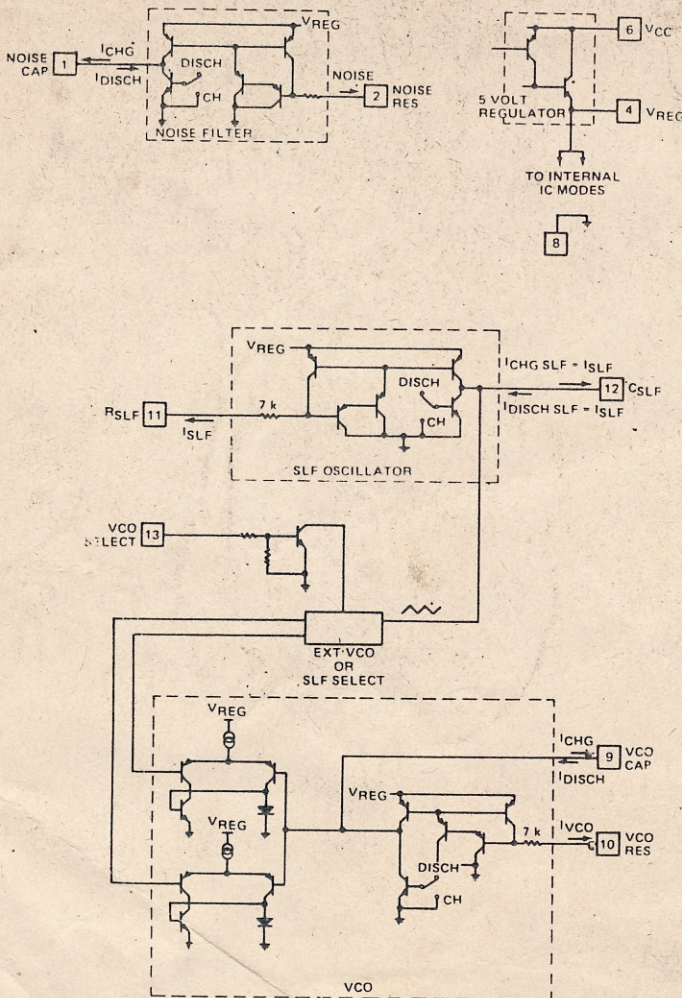 NOISE CAP
1
ICHG
IDISCH
VREG
DISCH
CH
NOISE FILTER
NOISE
2
NOISE RES
5 VOLT REGULATOR
6
VCC
4
VREG
TO INTERNAL IC MODES
8
VREG
RSLF
11
ISLF
7 k
DISCH
CH
SLF OSCILLATOR
ICHG SLF = ISLF
IDISCH SLF = ISLF
12
CSLF
VCO
13
EXT VCO
OR
SLF SELECT
VREG
VREG
VREG
DISCH
CH
7 k
ICHG
IDISCH
9
VCO CAP
IVCO
10
VCO RES
VCO